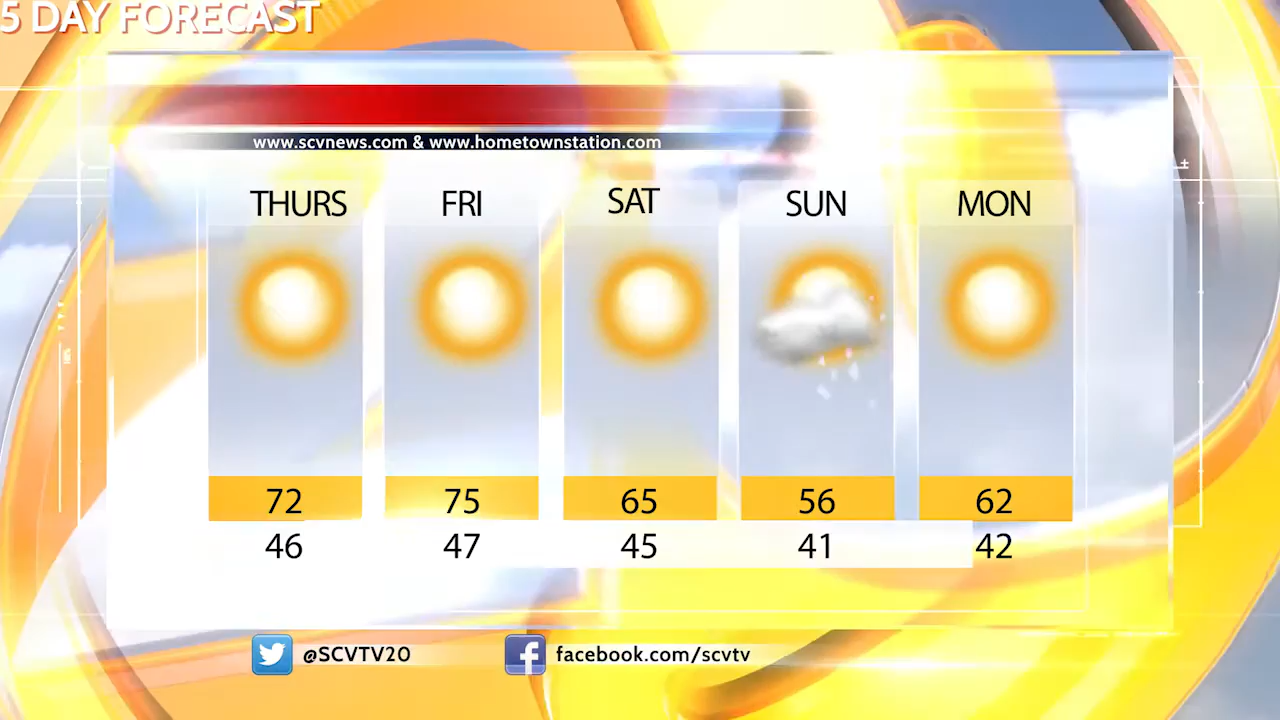 5 DAY FORECAST
www.scvnews.com & www.hometownstation.com
THURS FRI SAT SUN MON
72 75 65 56 62
46 47 45 41 42
@SCVTV20 facebook.com/scvtv